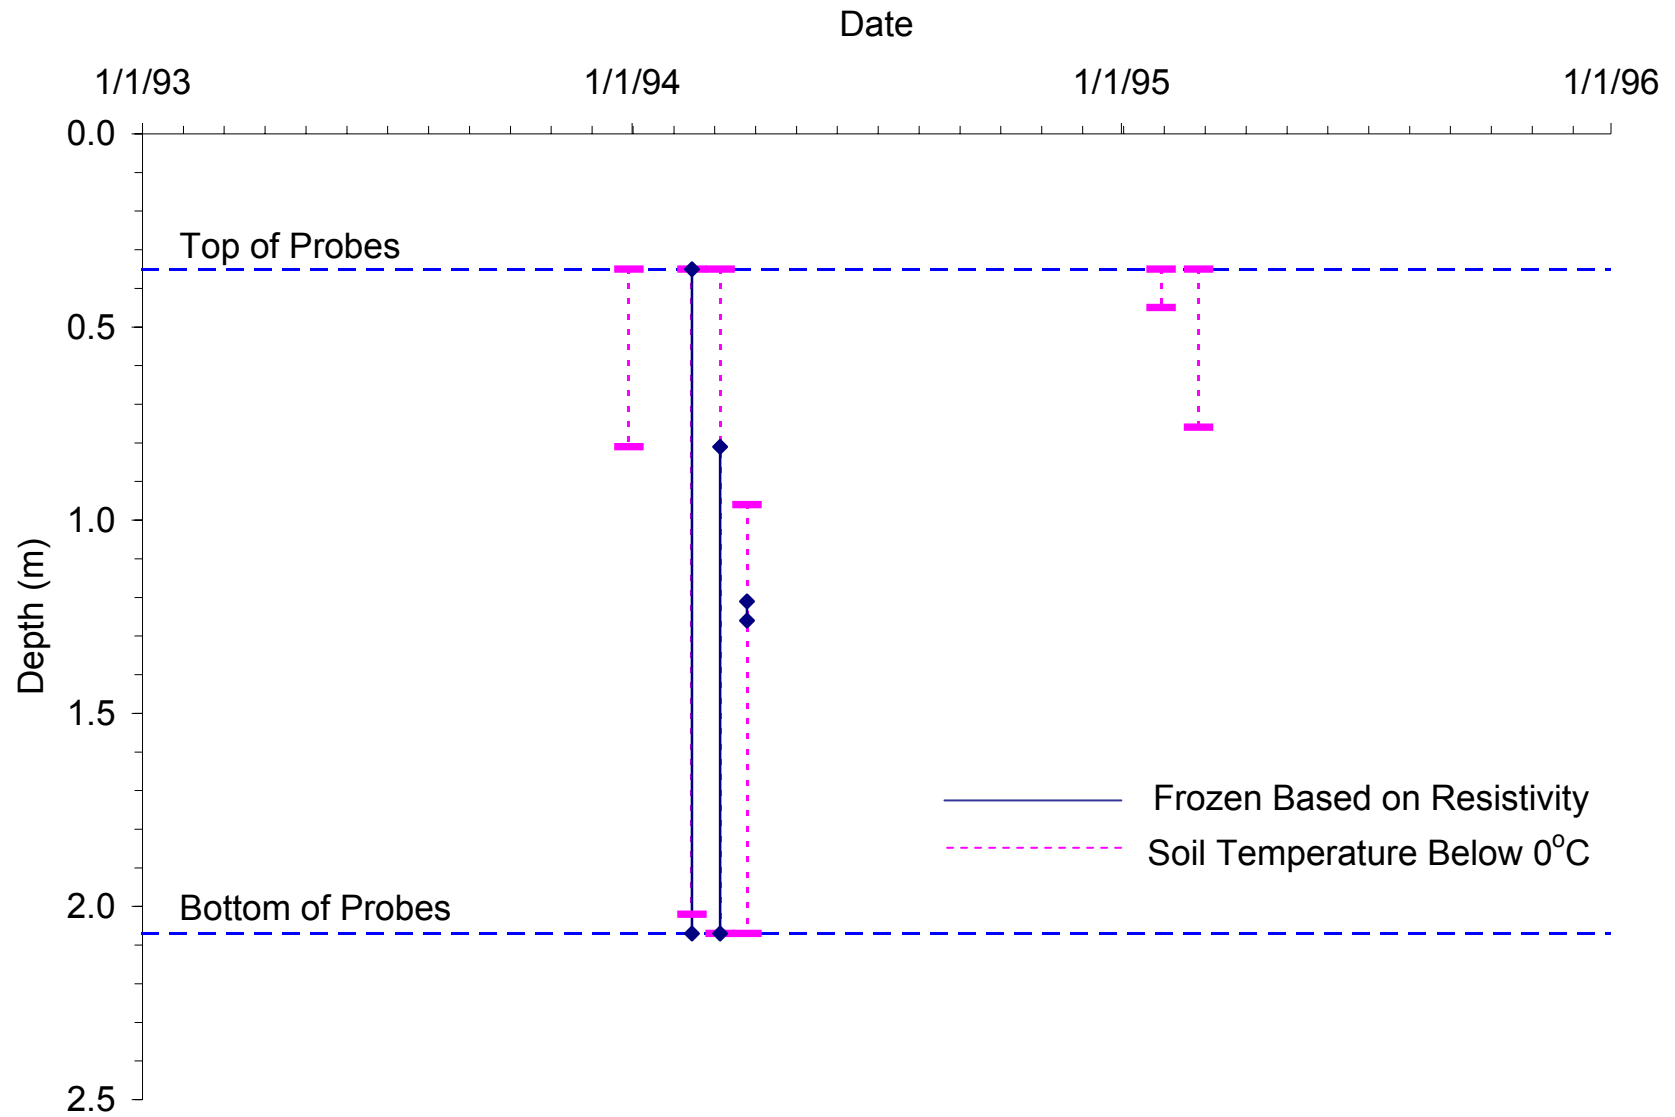 Date
1/1/93 1/1/94 1/1/95 1/1/96
0.0
Top of Probes
0.5
1.0
Depth (m)
1.5
Frozen Based on Resistivity
Soil Temperature Below 0°C
2.0
Bottom of Probes
2.5